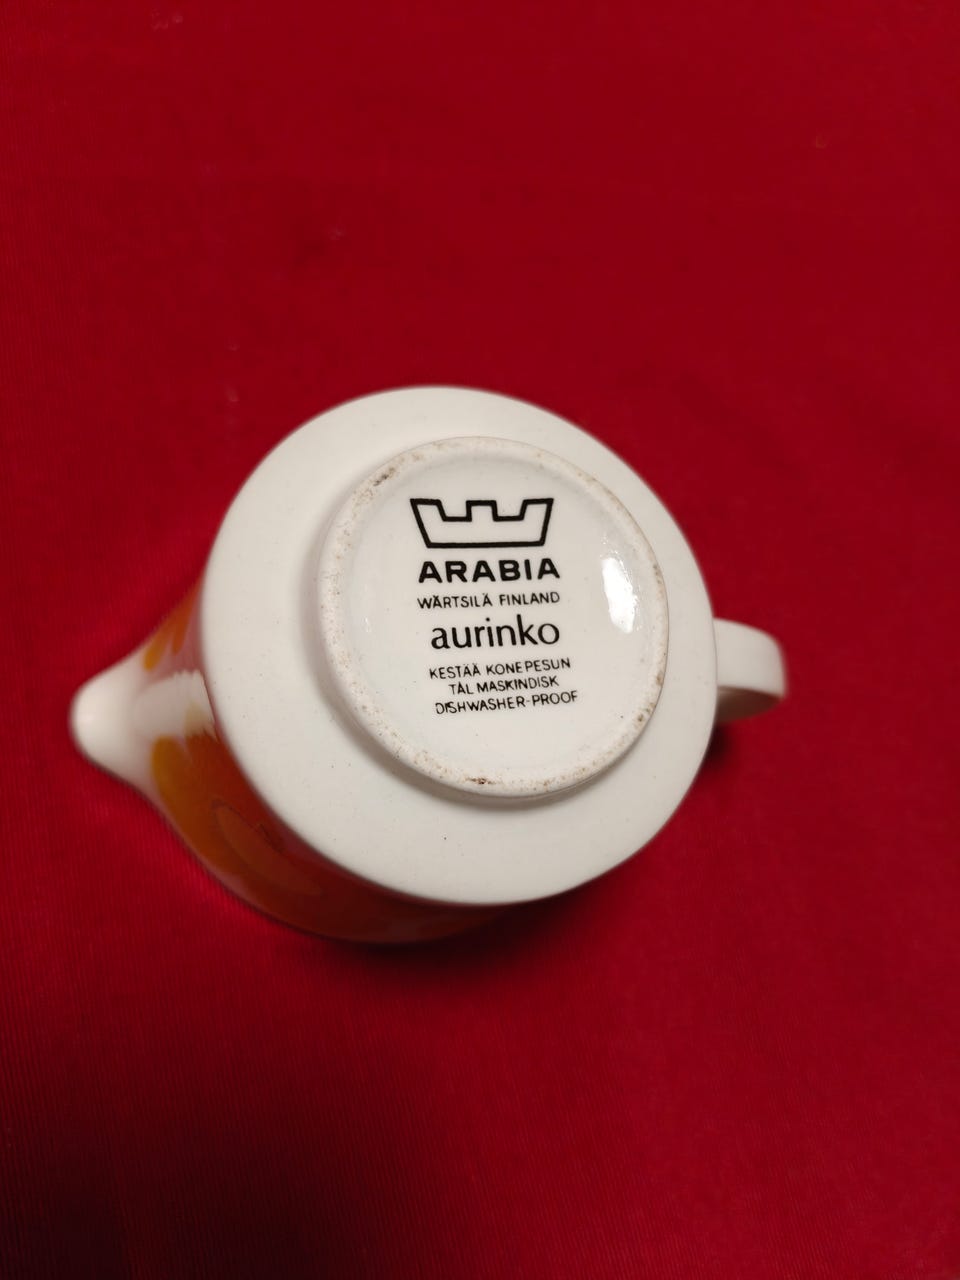 ARABIA
WÄRTSILÄ FINLAND
aurinko
KESTÄÄ KONEPESUN
TÅL MASKINDISK
DISHWASHER-PROOF